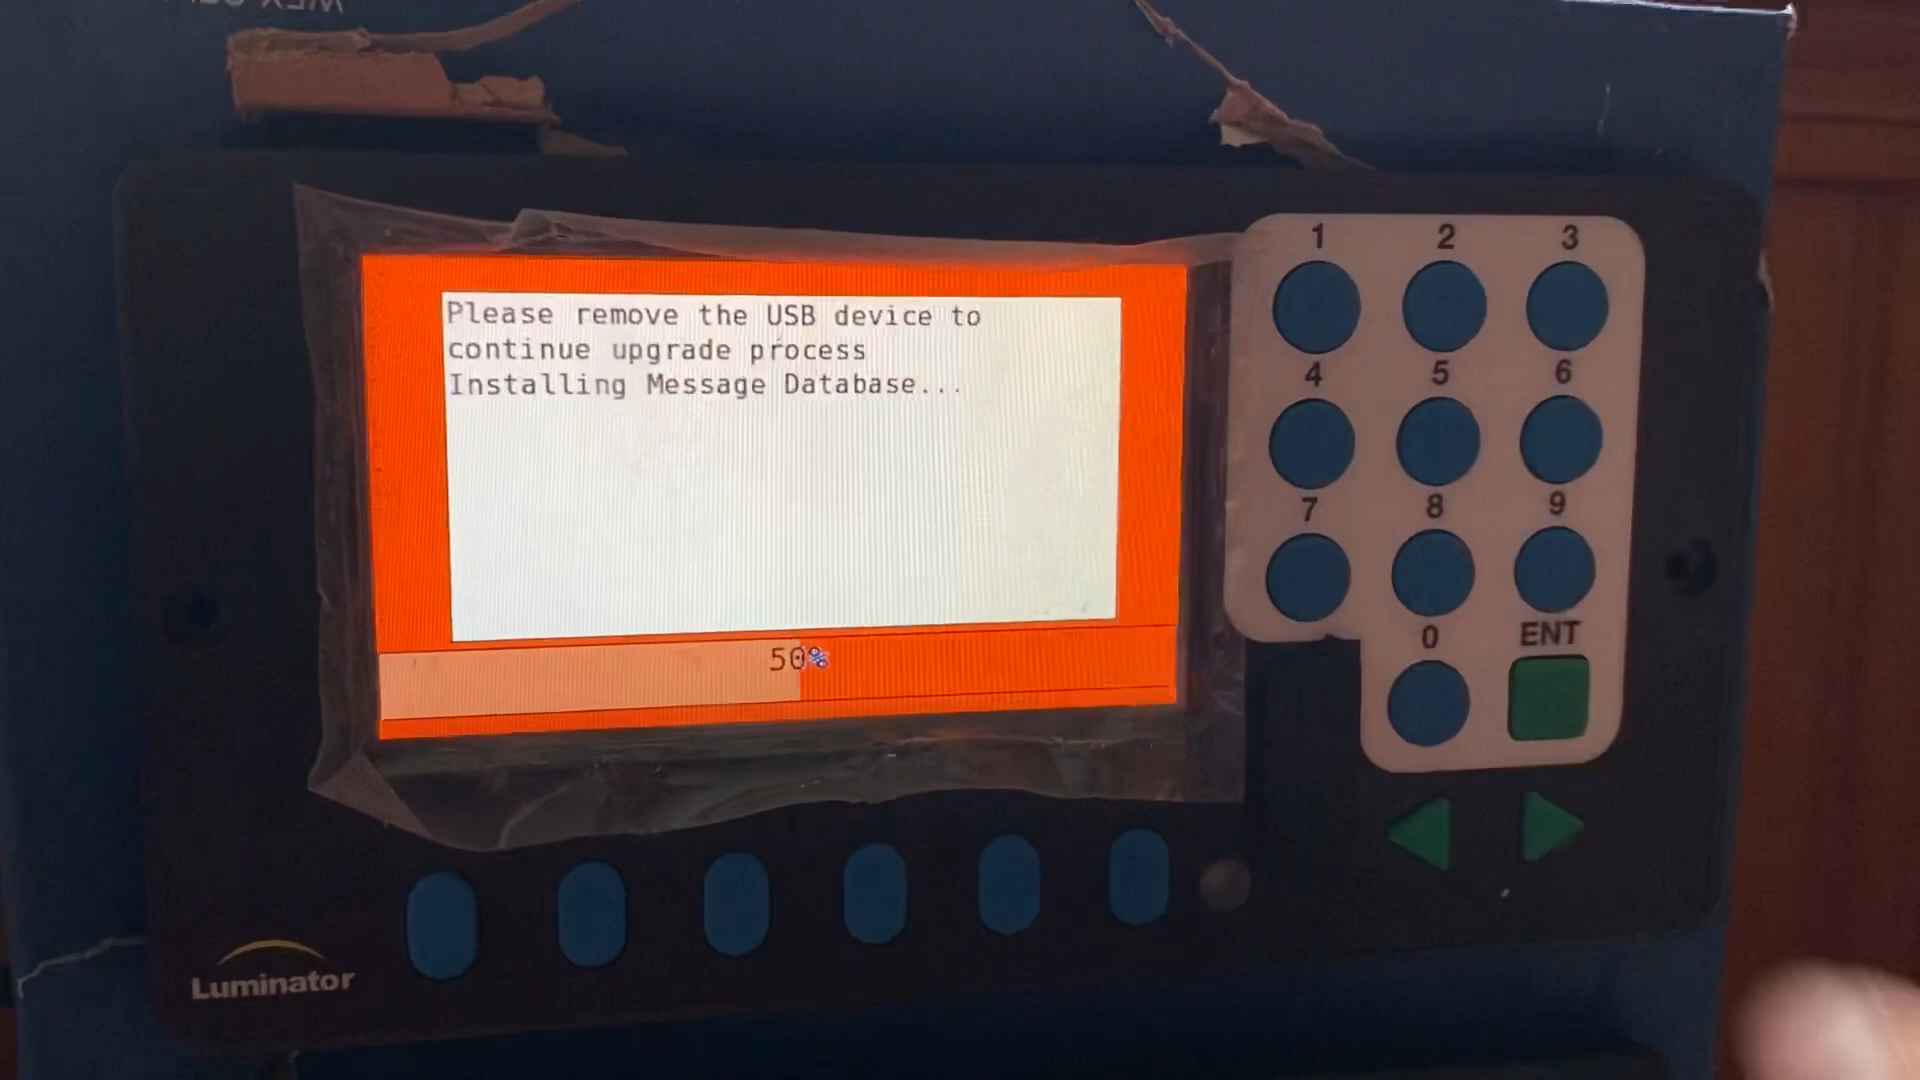 Please remove the USB device to
continue upgrade process
Installing Message Database...
50%
1 2 3
4 5 6
7 8 9
0 ENT
Luminator